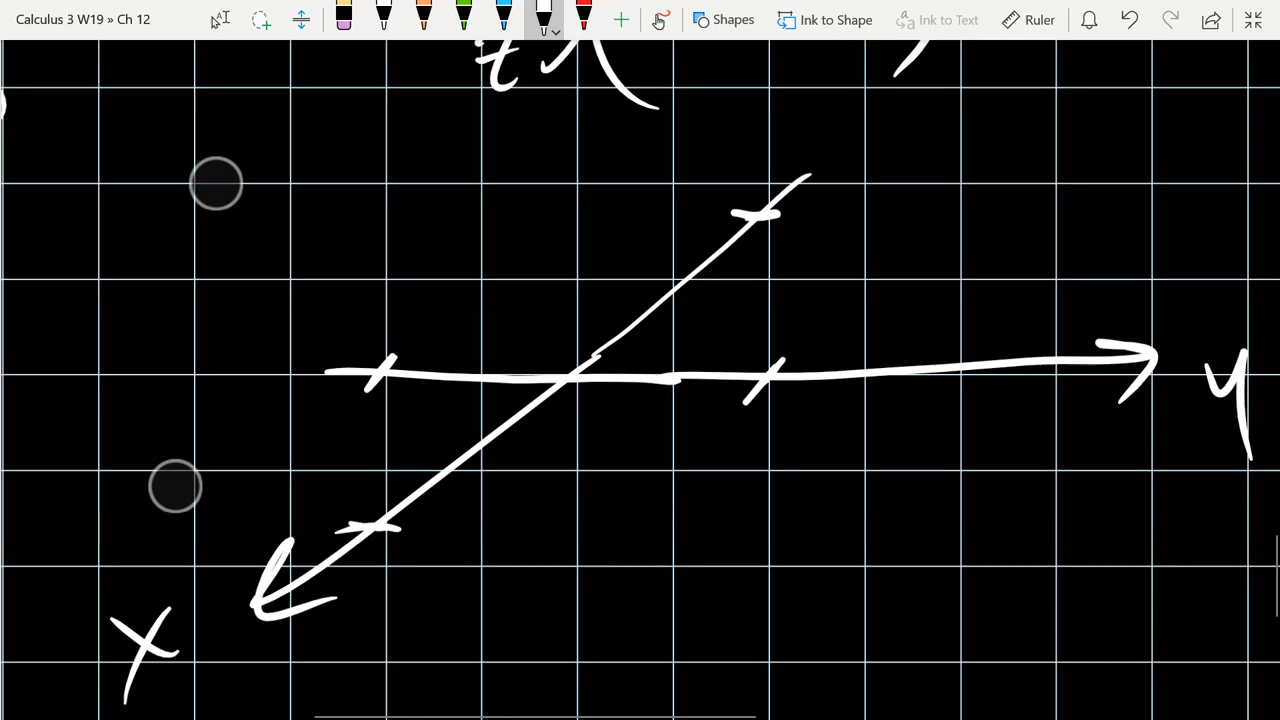 Calculus 3 W19 » Ch 12
Shapes
Ink to Shape
Ink to Text
Ruler
t
y
x